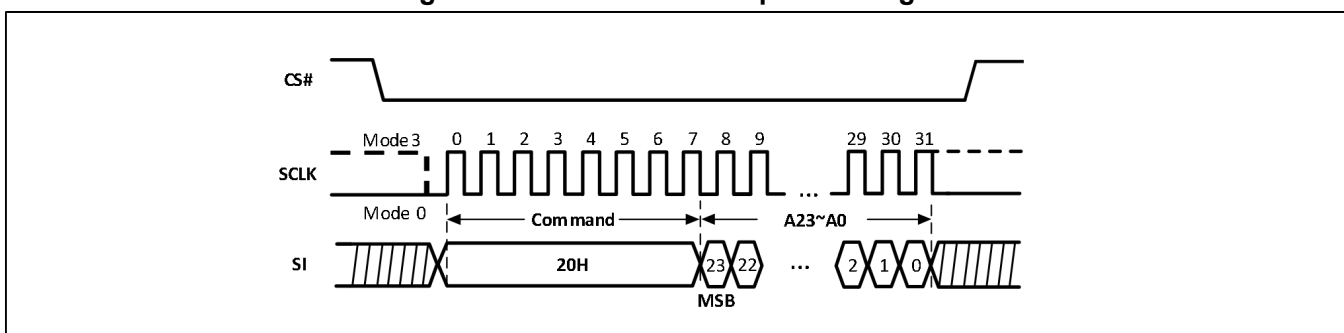 CS#
Mode 3 0 1 2 3 4 5 6 7 8 9 29 30 31
SCLK
...
Mode 0 Command A23~A0
SI 20H 23 22 ... 2 1 0
MSB